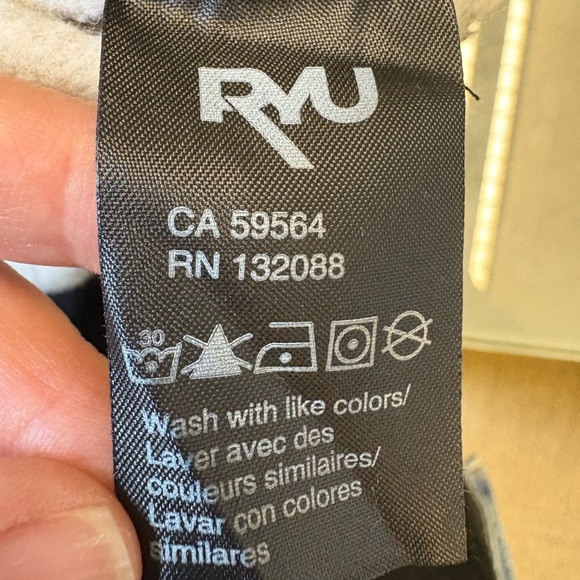 RYU
CA 59564
RN 132088
30
Wash with like colors/
Laver avec des
couleurs similaires/
Lavar con colores
similares